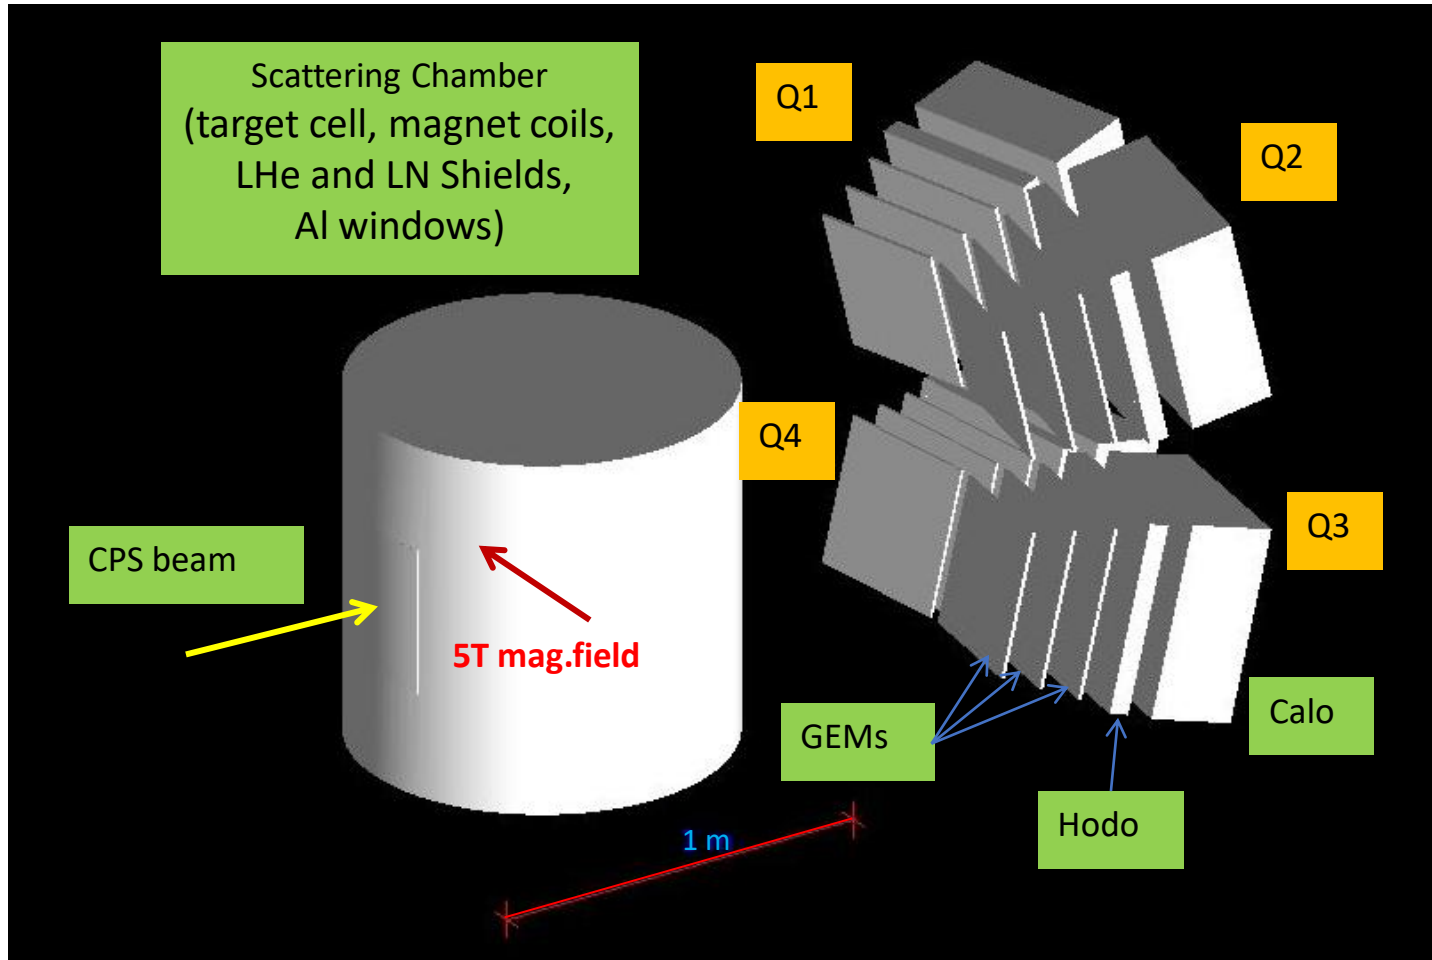 Scattering Chamber
(target cell, magnet coils,
LHe and LN Shields,
Al windows)
Q1
Q2
Q4
Q3
CPS beam
5T mag.field
GEMs
Calo
Hodo
1 m